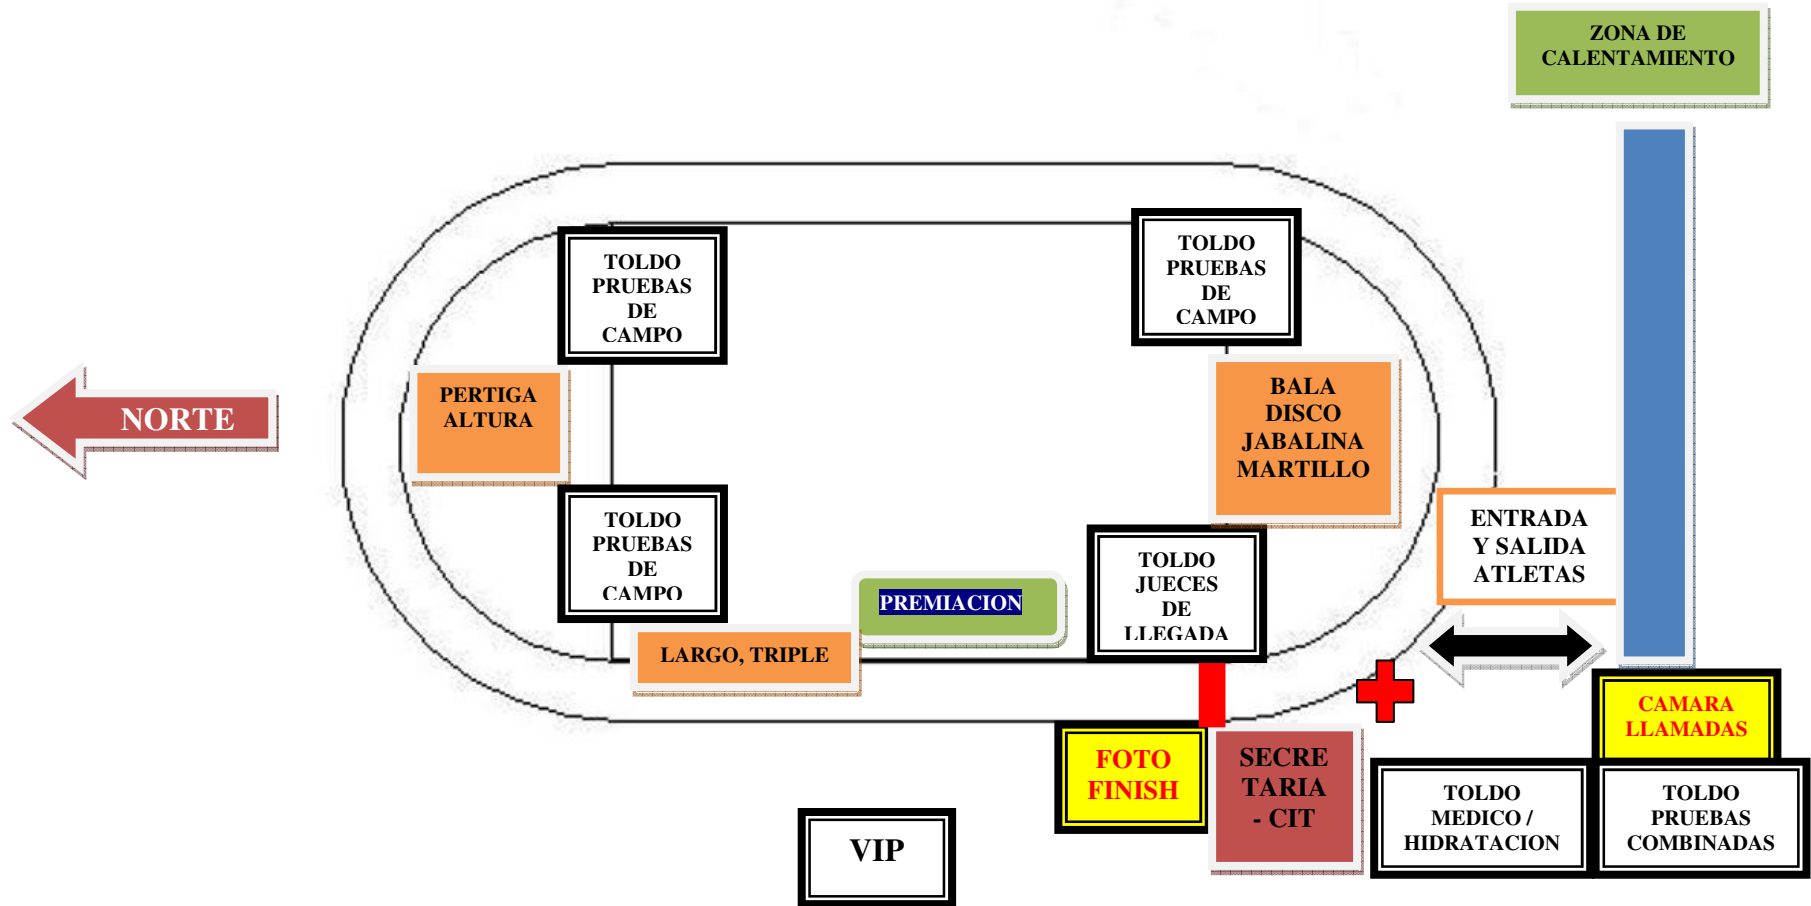 ZONA DE
CALENTAMIENTO
TOLDO
PRUEBAS
DE
CAMPO
TOLDO
PRUEBAS
DE
CAMPO
NORTE
PERTIGA
ALTURA
BALA
DISCO
JABALINA
MARTILLO
TOLDO
PRUEBAS
DE
CAMPO
ENTRADA
Y SALIDA
ATLETAS
TOLDO
JUECES
DE
LLEGADA
PREMIACION
LARGO, TRIPLE
CAMARA
LLAMADAS
FOTO
FINISH
SECRE
TARIA
- CIT
TOLDO
MEDICO /
HIDRATACION
TOLDO
PRUEBAS
COMBINADAS
VIP